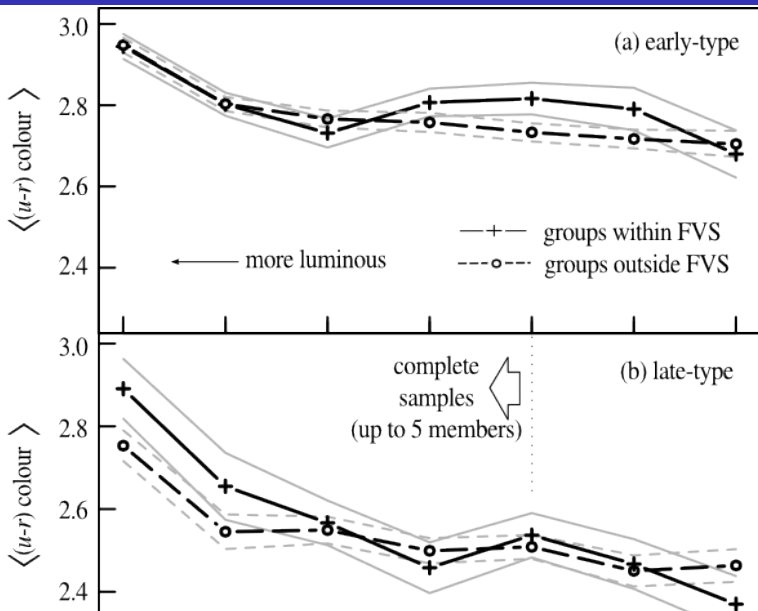 3.0
(a) early-type
2.8
⟨(u-r) colour⟩
2.6
groups within FVS
2.4
more luminous
groups outside FVS
3.0
complete
samples
(up to 5 members)
(b) late-type
2.8
⟨(u-r) colour⟩
2.6
2.4